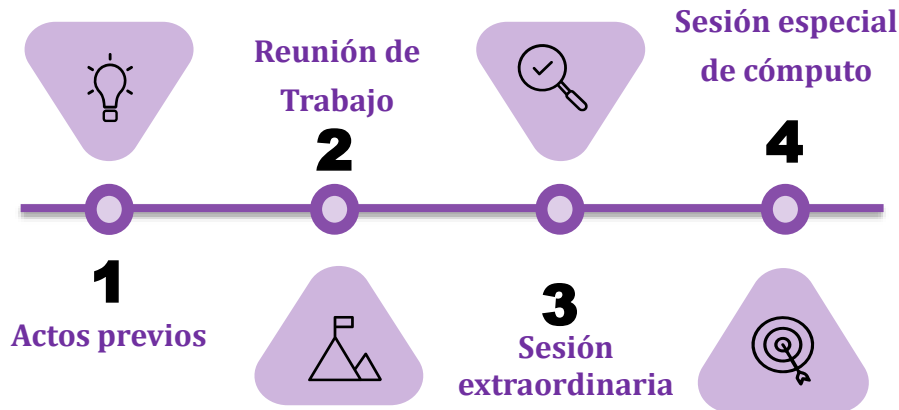 1
Actos previos
Reunión de
Trabajo
2
3
Sesión
extraordinaria
Sesión especial
de cómputo
4